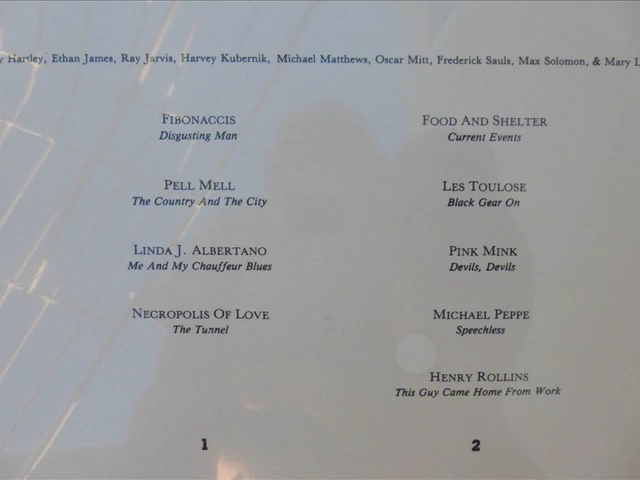 Hartley, Ethan James, Ray Jarvis, Harvey Kubernik, Michael Matthews, Oscar Mitt, Frederick Sauls, Max Solomon, & Mary L
FIBONACCIS
Disgusting Man
PELL MELL
The Country And The City
LINDA J. ALBERTANO
Me And My Chauffeur Blues
NECROPOLIS OF LOVE
The Tunnel
1
FOOD AND SHELTER
Current Events
LES TOULOSE
Black Gear On
PINK MINK
Devils, Devils
MICHAEL PEPPE
Speechless
HENRY ROLLINS
This Guy Came Home From Work
2